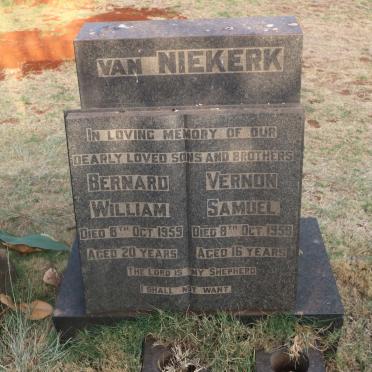 VAN NIEKERK
IN LOVING MEMORY OF OUR
DEARLY LOVED SONS AND BROTHERS
BERNARD VERNON
WILLIAM SAMUEL
DIED 8TH OCT 1959 DIED 8TH OCT 1959
AGED 20 YEARS. AGED 16 YEARS
THE LORD IS MY SHEPHERD
I SHALL NOT WANT